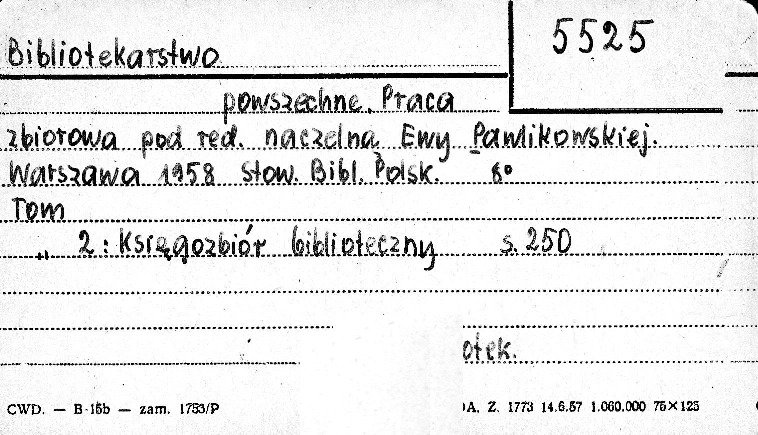 5525
Bibliotekarstwo
powszechne. Praca
zbiorowa pod red. naczelną Ewy Pawlikowskiej.
Warszawa 1958 Stow. Bibl. Polsk. 8°
Tom
„ 2: Księgozbiór biblioteczny s. 250
otek.
CWD. — B-15b — zam. 1753/P
A. Z. 1773 14.6.57 1.060.000 75×125